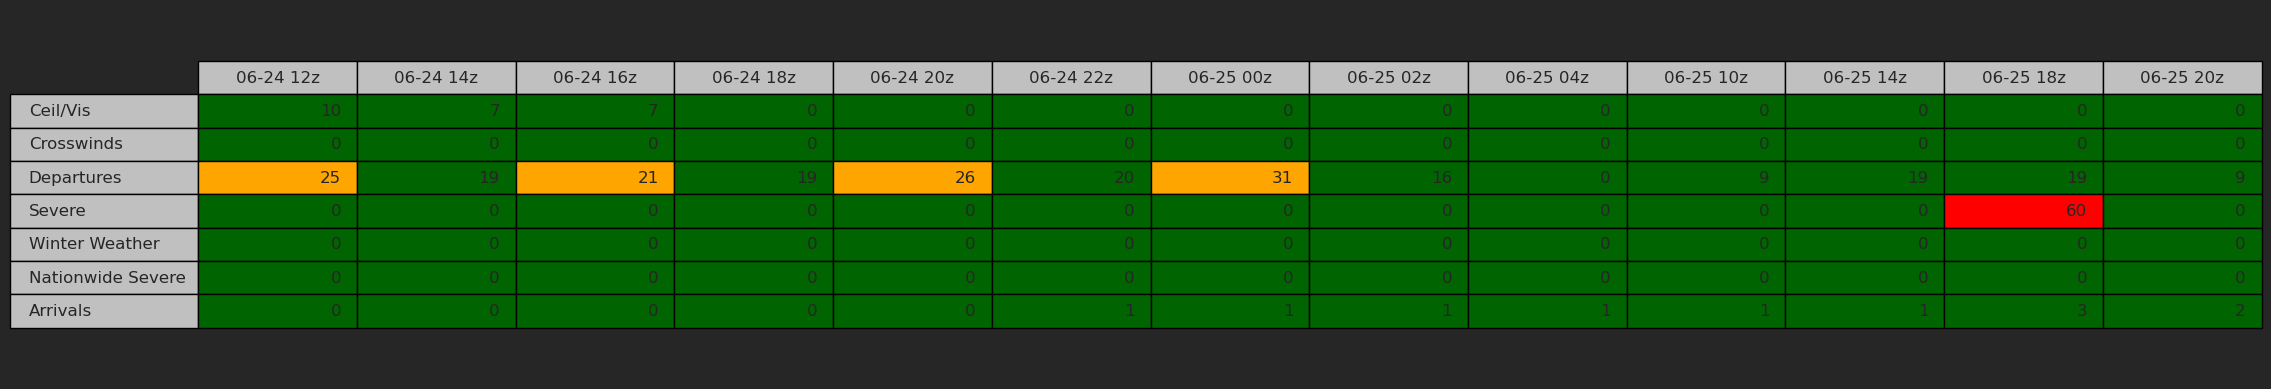 06-24 12z 06-24 14z 06-24 16z 06-24 18z 06-24 20z 06-24 22z 06-25 00z 06-25 02z 06-25 04z 06-25 10z 06-25 14z 06-25 18z 06-25 20z
Ceil/Vis 10 7 7 0 0 0 0 0 0 0 0 0 0
Crosswinds 0 0 0 0 0 0 0 0 0 0 0 0 0
Departures 25 19 21 19 26 20 31 16 0 9 19 19 9
Severe 0 0 0 0 0 0 0 0 0 0 0 60 0
Winter Weather 0 0 0 0 0 0 0 0 0 0 0 0 0
Nationwide Severe 0 0 0 0 0 0 0 0 0 0 0 0 0
Arrivals 0 0 0 0 0 1 1 1 1 1 1 3 2